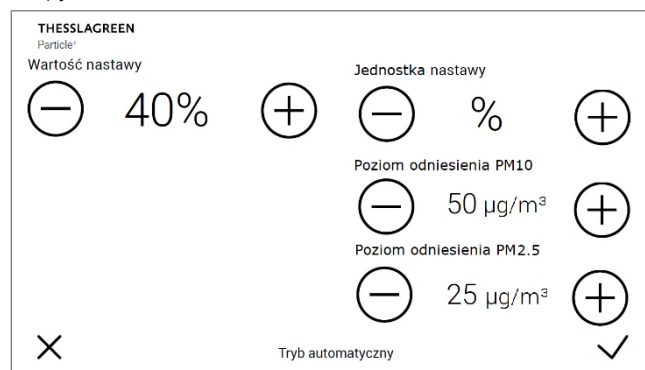 THESSLAGREEN
Particle+
Wartość nastawy
40%
Jednostka nastawy
%
Poziom odniesienia PM10
50 µg/m³
Poziom odniesienia PM2.5
25 µg/m³
Tryb automatyczny